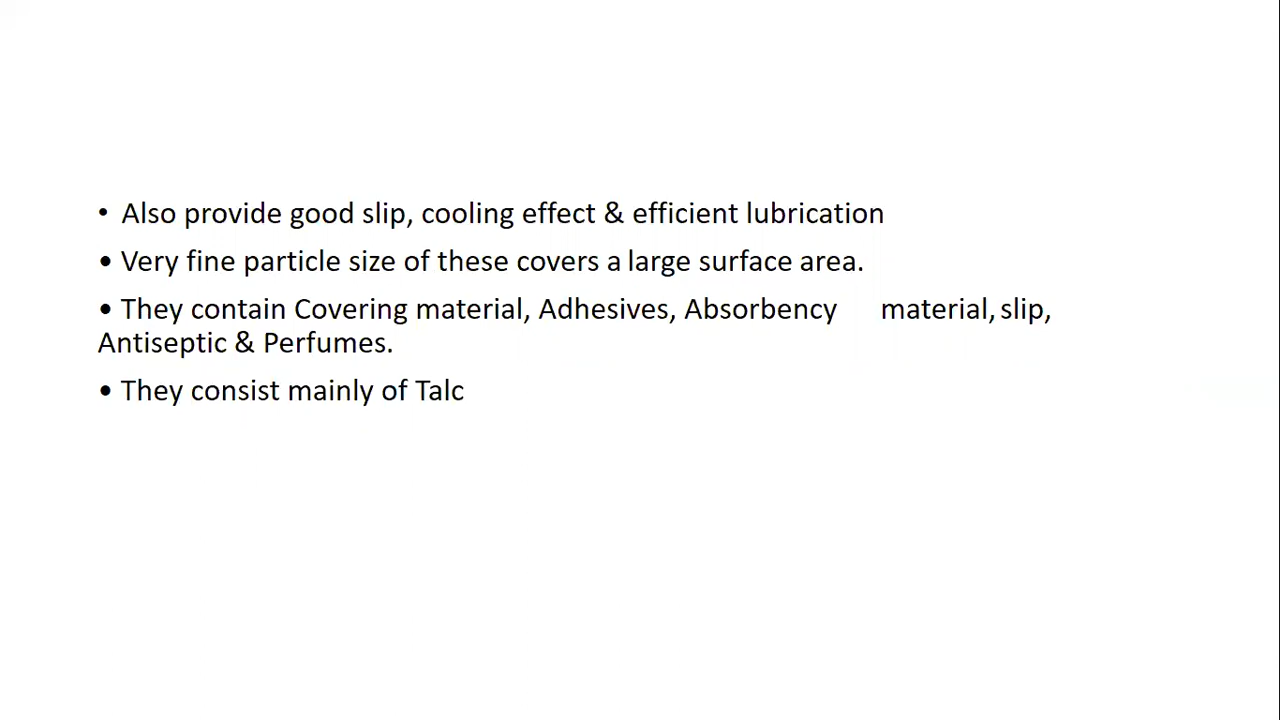 • Also provide good slip, cooling effect & efficient lubrication
• Very fine particle size of these covers a large surface area.
• They contain Covering material, Adhesives, Absorbency material, slip,
Antiseptic & Perfumes.
• They consist mainly of Talc